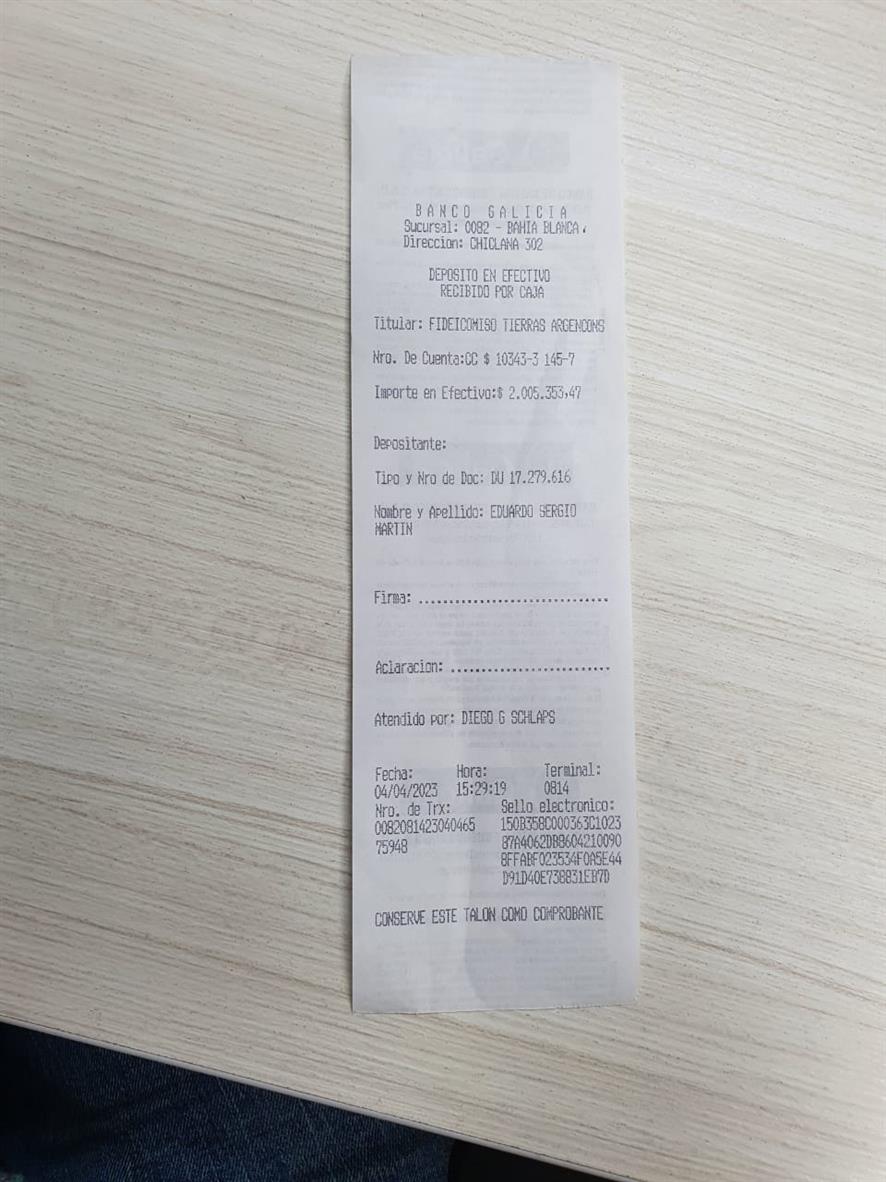 BANCO GALICIA
Sucursal: 0082 - BAHIA BLANCA
Direccion: CHICLANA 302
DEPOSITO EN EFECTIVO
RECIBIDO POR CAJA
Titular: FIDEICOMISO TIERRAS ARGENCONS
Nro. De Cuenta:CC $ 10343-3 145-7
Importe en Efectivo:$ 2.005.353,47
Depositante:
Tipo y Nro de Doc: DU 17.279.616
Nombre y Apellido: EDUARDO SERGIO
MARTIN
Firma: ..............................
Aclaracion: .........................
Atendido por: DIEGO G SCHLAPS
Fecha: Hora: Terminal:
04/04/2023 15:29:19 0814
Nro. de Trx: Sello electronico:
0082081423040465 150B358C000363C1023
75948 87A4062DB8604210090
8FFABF023534F0A5E44
D91D40E738831EB7D
CONSERVE ESTE TALON COMO COMPROBANTE